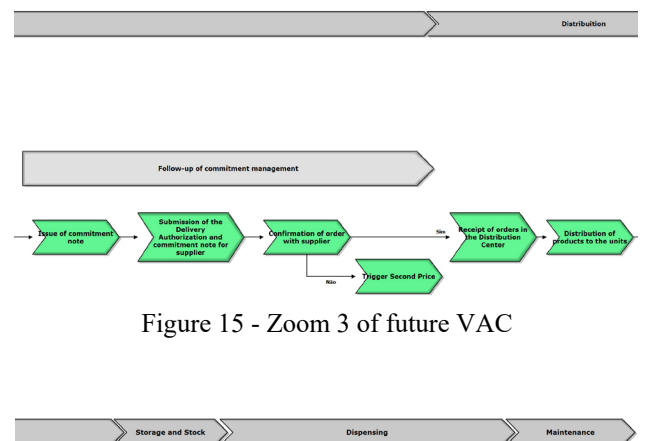 Distribuition
Follow-up of commitment management
Issue of commitment
note
Submission of the
Delivery
Authorization and
commitment note for
supplier
Confirmation of order
with supplier
Sim
Receipt of orders in
the Distribution
Center
Distribution of
products to the units
Não
Trigger Second Price
Figure 15 - Zoom 3 of future VAC
Storage and Stock
Dispensing
Maintenance